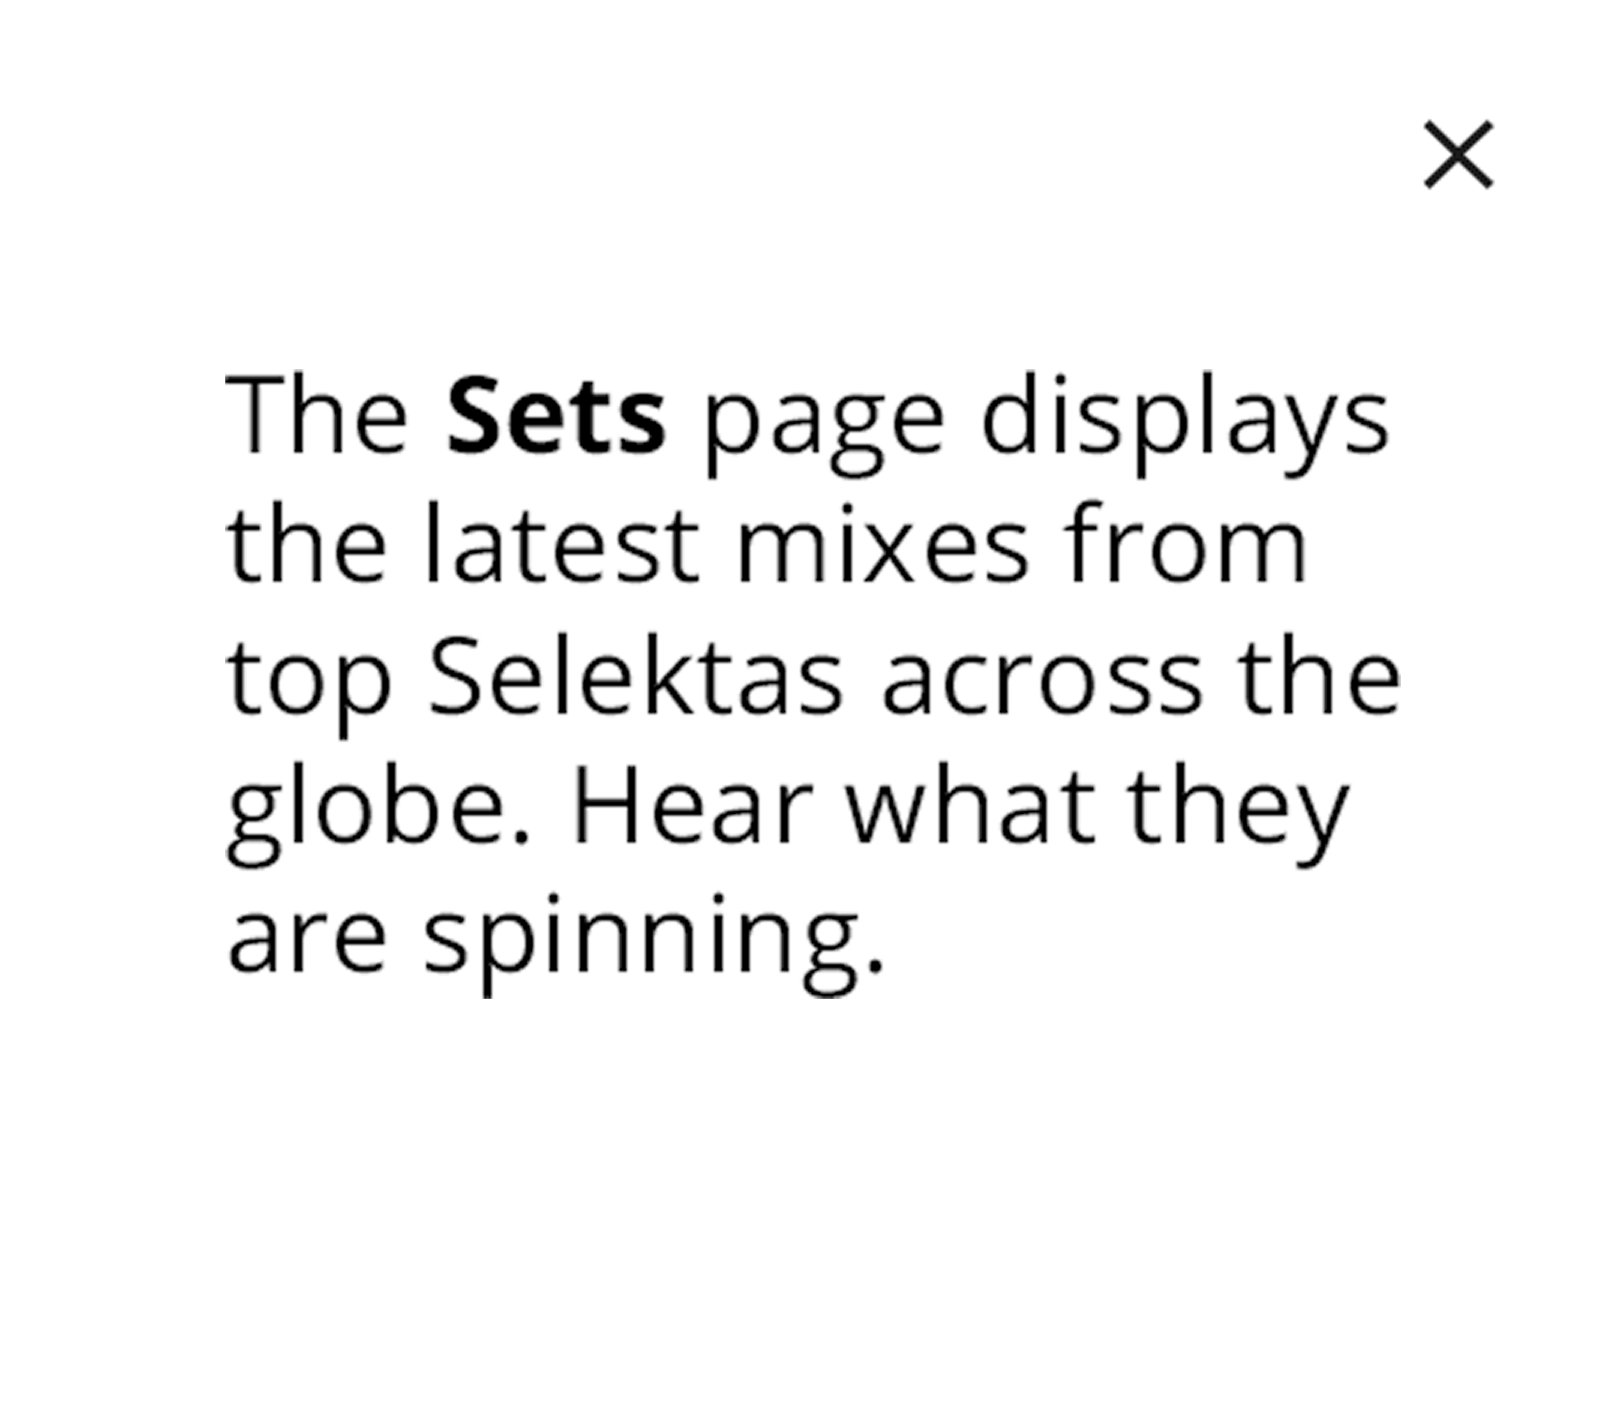 The Sets page displays
the latest mixes from
top Selektas across the
globe. Hear what they
are spinning.